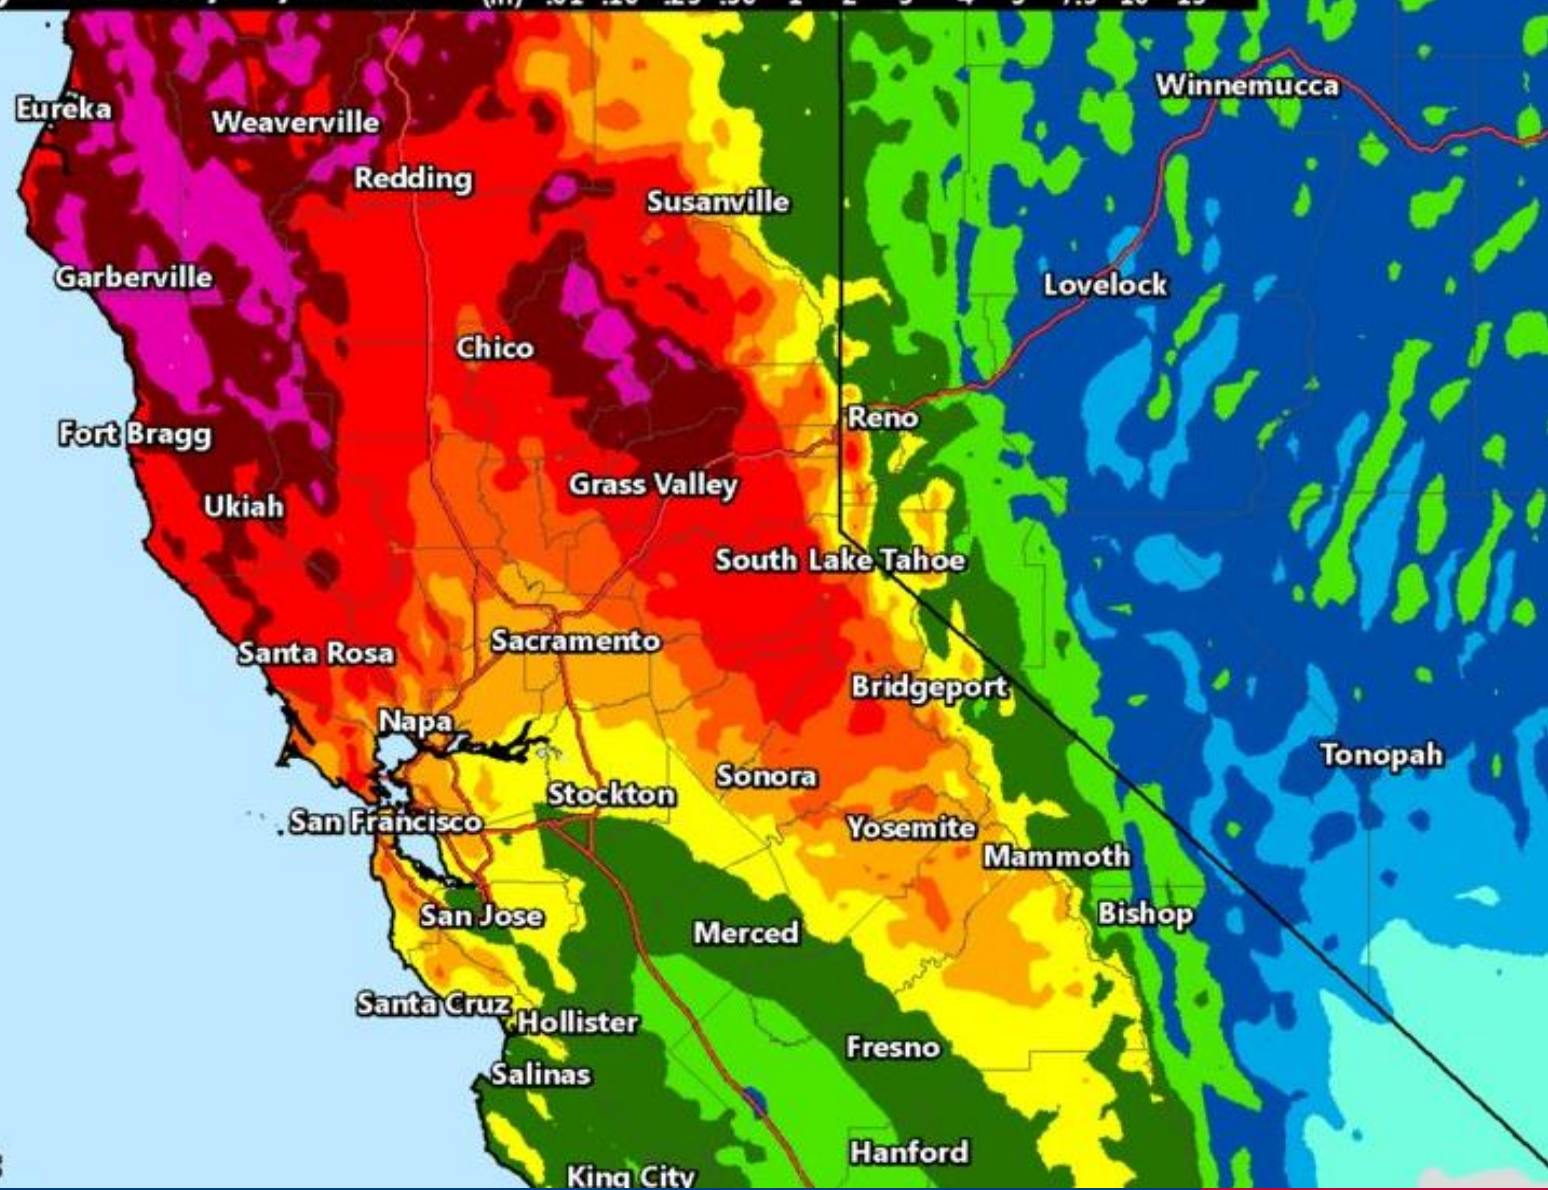 Winnemucca
Eureka
Weaverville
Redding
Susanville
Garberville
Lovelock
Chico
Reno
Fort Bragg
Grass Valley
Ukiah
South Lake Tahoe
Sacramento
Santa Rosa
Bridgeport
Napa
Tonopah
Sonora
Stockton
San Francisco
Yosemite
Mammoth
San Jose
Bishop
Merced
Santa Cruz
Hollister
Fresno
Salinas
Hanford
King City